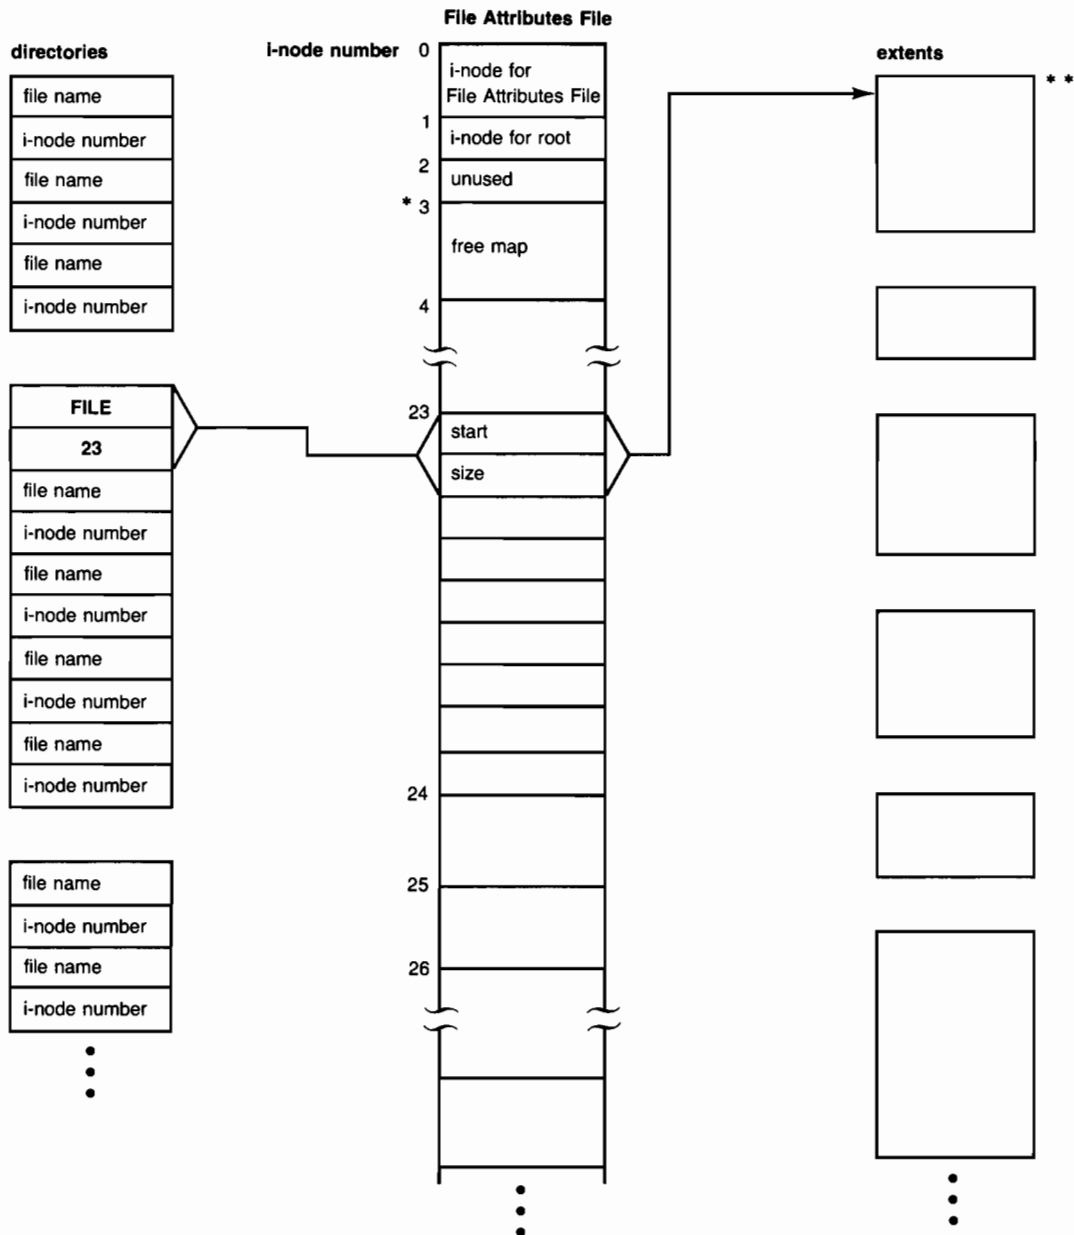 File Attributes File
directories
file name
i-node number
file name
i-node number
file name
i-node number
FILE
23
file name
i-node number
file name
i-node number
file name
i-node number
file name
i-node number
file name
i-node number
file name
i-node number
i-node number 0
i-node for
File Attributes File
1
i-node for root
2
unused
* 3
free map
4
23
start
size
24
25
26
extents
* *